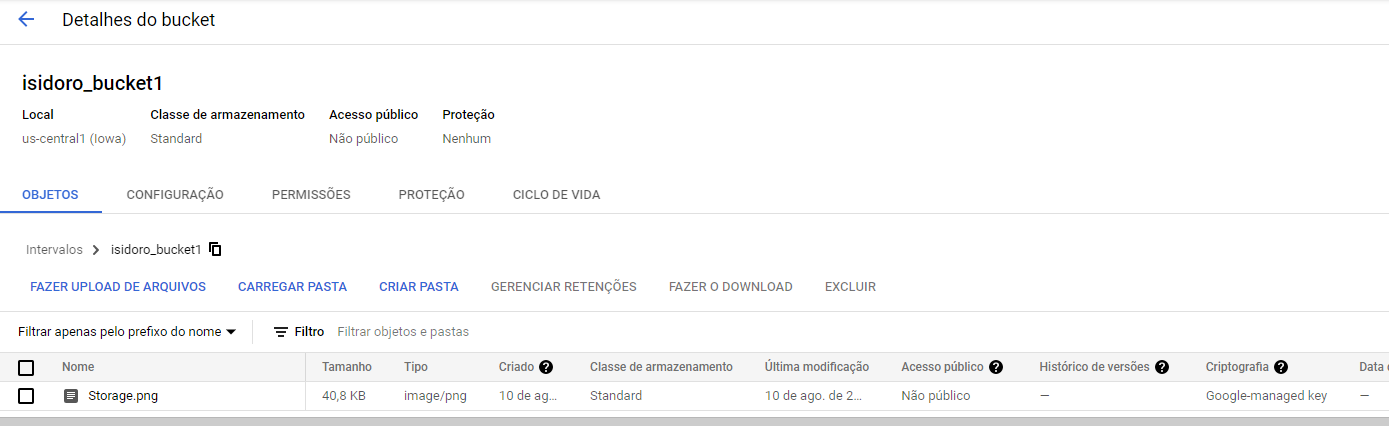 Detalhes do bucket
isidoro_bucket1
Local Classe de armazenamento Acesso público Proteção
us-central1 (Iowa) Standard Não público Nenhum
OBJETOS CONFIGURAÇÃO PERMISSÕES PROTEÇÃO CICLO DE VIDA
Intervalos isidoro_bucket1
FAZER UPLOAD DE ARQUIVOS CARREGAR PASTA CRIAR PASTA GERENCIAR RETENÇÕES FAZER O DOWNLOAD EXCLUIR
Filtrar apenas pelo prefixo do nome Filtro Filtrar objetos e pastas
Nome Tamanho Tipo Criado Classe de armazenamento Última modificação Acesso público Histórico de versões Criptografia Data
Storage.png 40,8 KB image/png 10 de ag... Standard 10 de ago. de 2... Não público — Google-managed key —